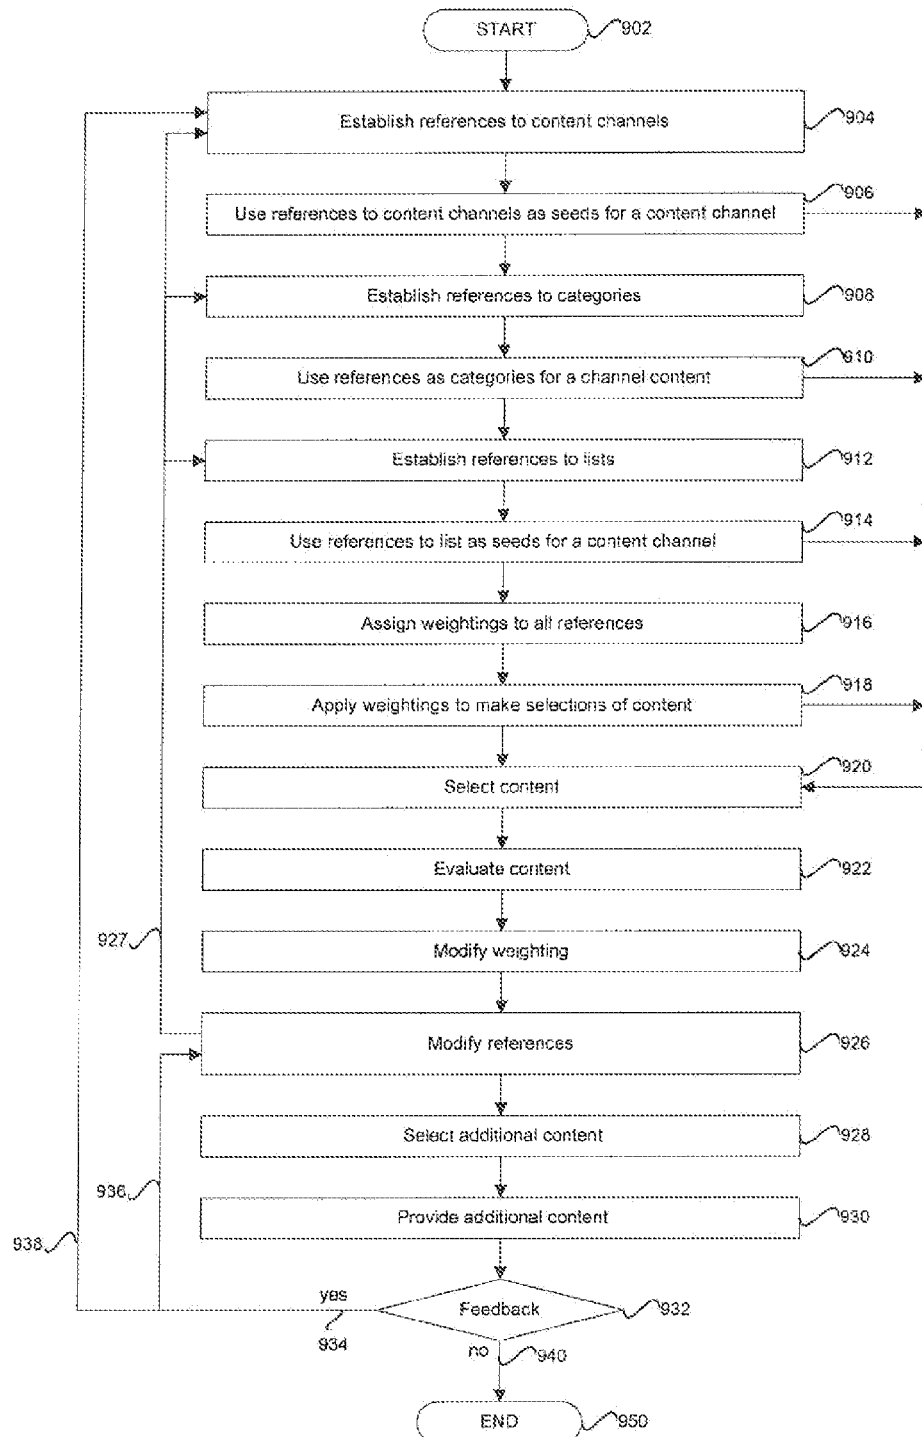 START
902
Establish references to content channels
904
906
Use references to content channels as seeds for a content channel
Establish references to categories
908
910
Use references as categories for a channel content
Establish references to lists
912
914
Use references to list as seeds for a content channel
Assign weightings to all references
916
918
Apply weightings to make selections of content
920
Select content
Evaluate content
922
927
Modify weighting
924
Modify references
926
Select additional content
928
936
Provide additional content
930
938
yes
Feedback
932
934
no
940
END
950